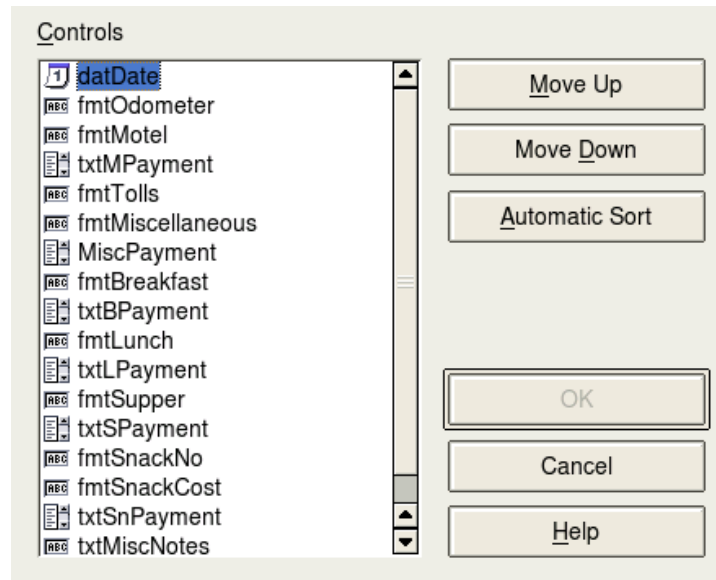 Controls
datDate
fmtOdometer
fmtMotel
txtMPayment
fmtTolls
fmtMiscellaneous
MiscPayment
fmtBreakfast
txtBPayment
fmtLunch
txtLPayment
fmtSupper
txtSPayment
fmtSnackNo
fmtSnackCost
txtSnPayment
txtMiscNotes
Move Up
Move Down
Automatic Sort
OK
Cancel
Help